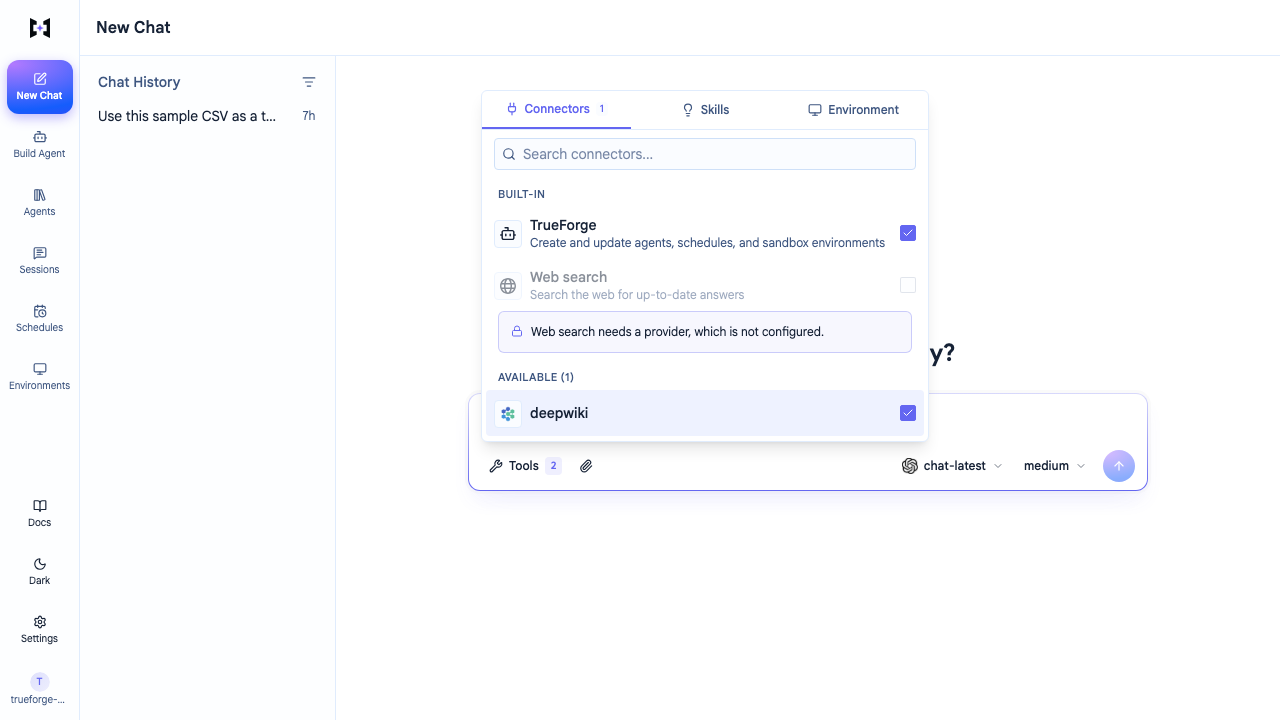 New Chat
New Chat
Build Agent
Agents
Sessions
Schedules
Environments
Docs
Dark
Settings
T
trueforge-...
Chat History
Use this sample CSV as a t...
7h
Connectors 1
Skills
Environment
Search connectors...
BUILT-IN
TrueForge
Create and update agents, schedules, and sandbox environments
Web search
Search the web for up-to-date answers
Web search needs a provider, which is not configured.
AVAILABLE (1)
deepwiki
y?
Tools 2
chat-latest
medium